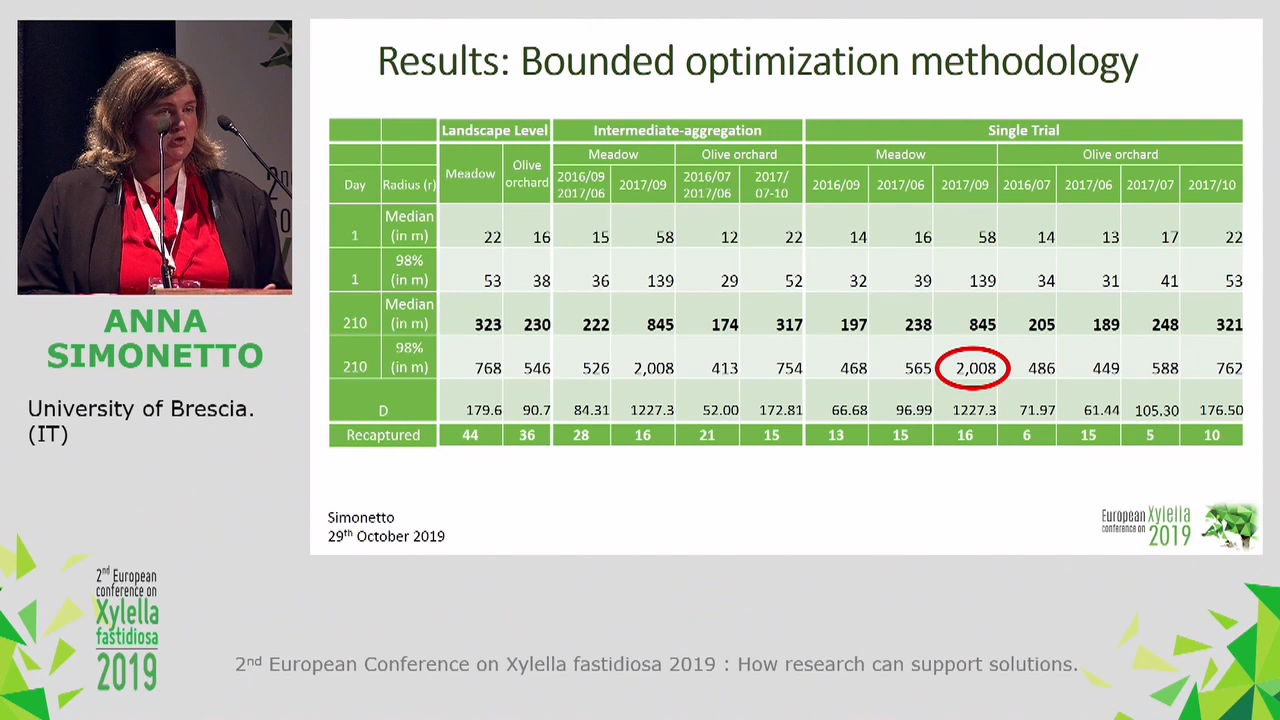 Results: Bounded optimization methodology
Landscape Level Intermediate-aggregation Single Trial
Meadow Olive orchard Meadow Olive orchard
Day Radius (r) Meadow Olive orchard 2016/09 2017/06 2017/09 2016/07 2017/06 2017/07-10 2016/09 2017/06 2017/09 2016/07 2017/06 2017/07 2017/10
1 Median (in m) 22 16 15 58 12 22 14 16 58 14 13 17 22
1 98% (in m) 53 38 36 139 29 52 32 39 139 34 31 41 53
210 Median (in m) 323 230 222 845 174 317 197 238 845 205 189 248 321
210 98% (in m) 768 546 526 2,008 413 754 468 565 2,008 486 449 588 762
D 179.6 90.7 84.31 1227.3 52.00 172.81 66.68 96.99 1227.3 71.97 61.44 105.30 176.50
Recaptured 44 36 28 16 21 15 13 15 16 6 15 5 10
ANNA
SIMONETTO
University of Brescia.
(IT)
Simonetto
29th October 2019
European Xylella
conference on 2019
2nd European
conference on
Xylella
fastidiosa
2019
2nd European Conference on Xylella fastidiosa 2019 : How research can support solutions.